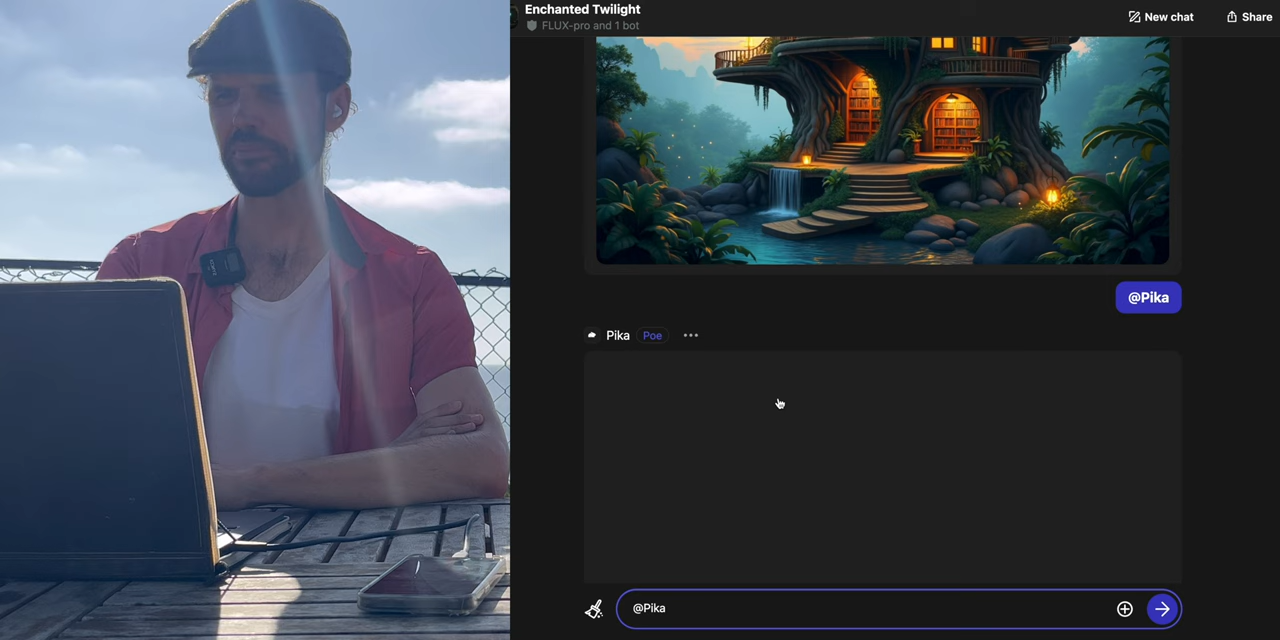 Enchanted Twilight
FLUX-pro and 1 bot
New chat
Share
@Pika
Pika Poe
@Pika